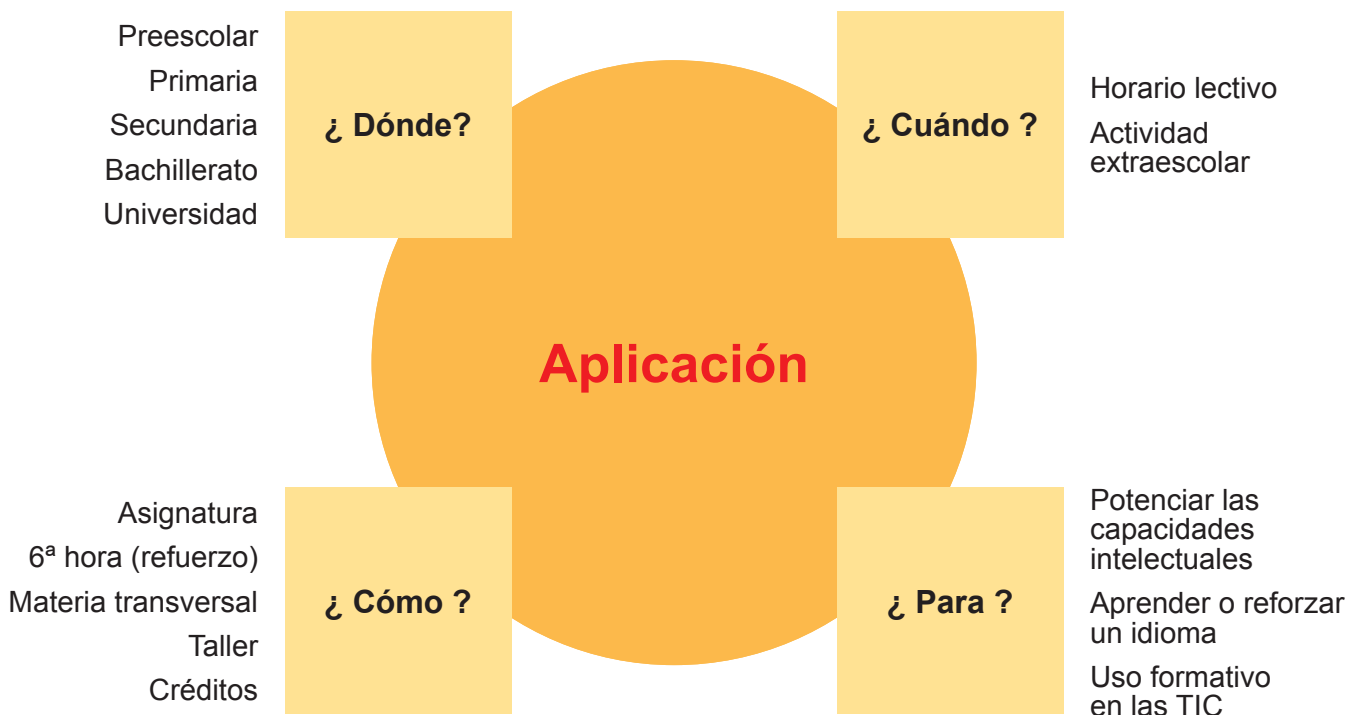 Preescolar
Primaria
Secundaria
Bachillerato
Universidad
¿ Dónde?
¿ Cuándo ?
Horario lectivo
Actividad
extraescolar
Aplicación
Asignatura
6ª hora (refuerzo)
Materia transversal
Taller
Créditos
¿ Cómo ?
¿ Para ?
Potenciar las
capacidades
intelectuales
Aprender o reforzar
un idioma
Uso formativo
en las TIC